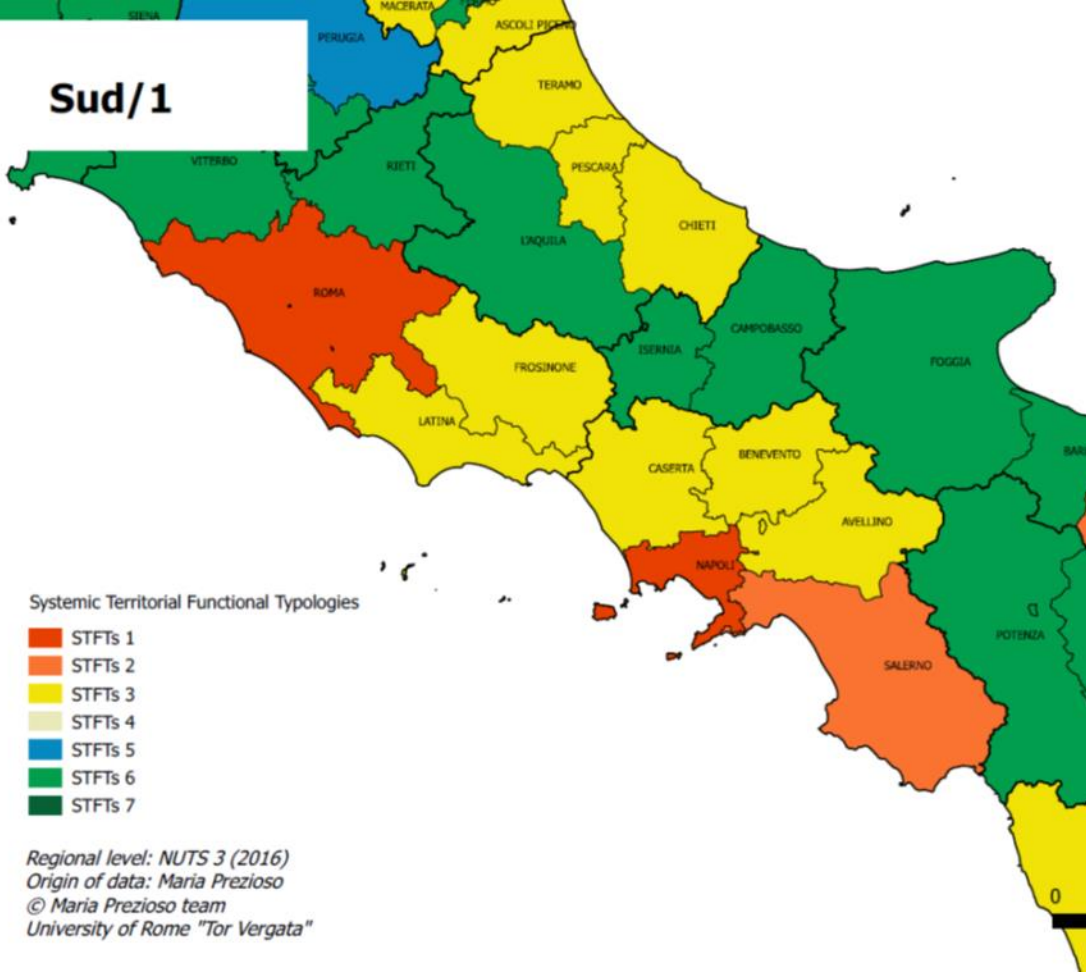 SIENA
MACERATA
ASCOLI PICENO
PERUGIA
Sud/1
TERAMO
VITERBO
RIETI
PESCARA
CHIETI
L'AQUILA
ROMA
CAMPOBASSO
ISERNIA
FROSINONE
FOGGIA
LATINA
BAR
CASERTA
BENEVENTO
AVELLINO
NAPOLI
Systemic Territorial Functional Typologies
STFTs 1
STFTs 2
STFTs 3
STFTs 4
STFTs 5
STFTs 6
STFTs 7
POTENZA
SALERNO
Regional level: NUTS 3 (2016)
Origin of data: Maria Prezioso
© Maria Prezioso team
University of Rome "Tor Vergata"
0